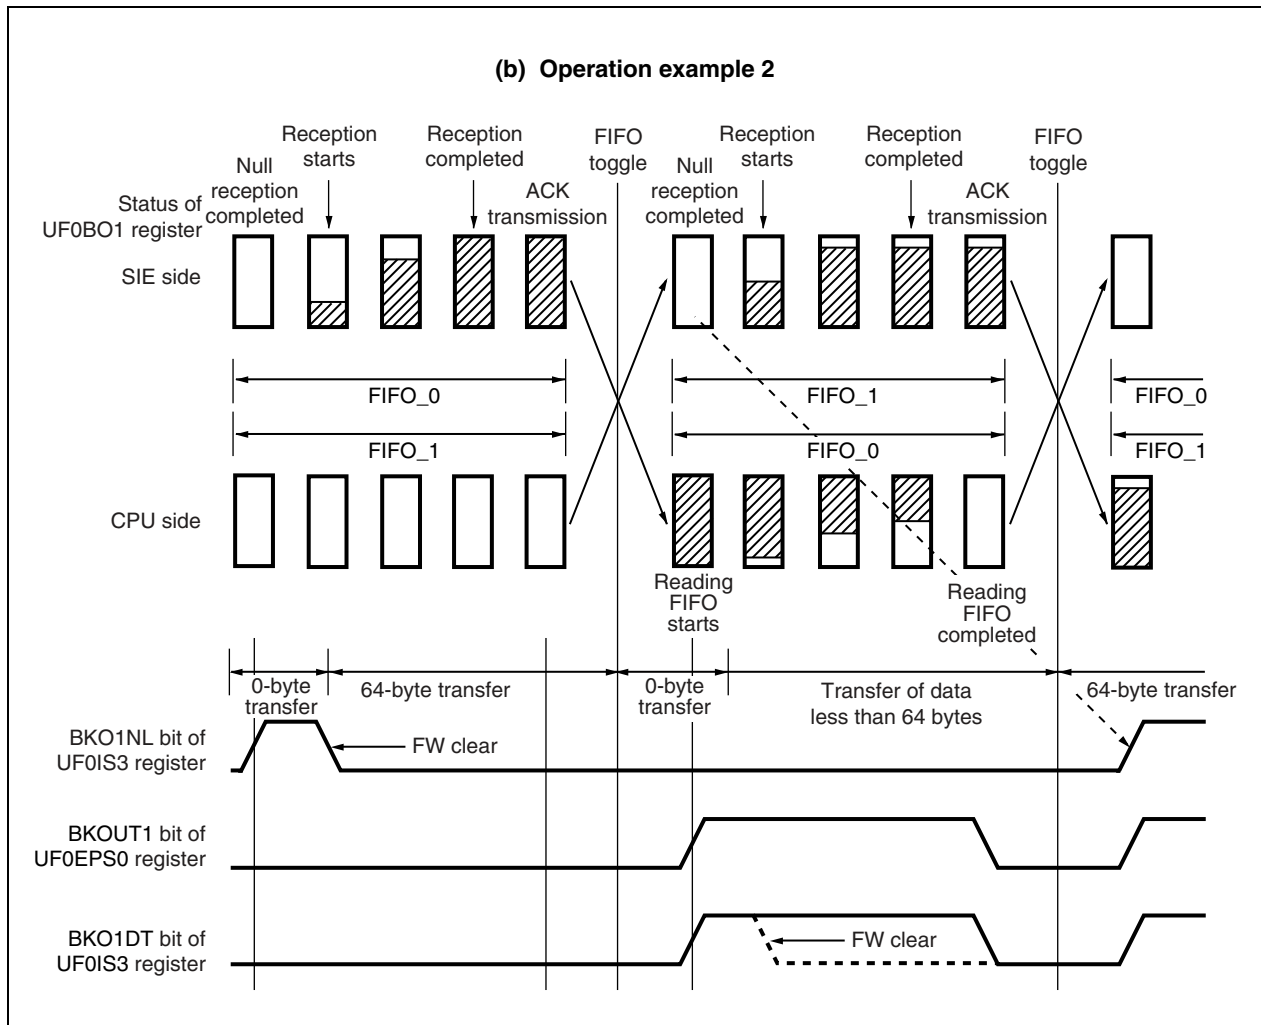 (b) Operation example 2
Reception
starts
Reception
completed
FIFO
toggle
Reception
starts
Reception
completed
FIFO
toggle
Null
reception
completed
ACK
transmission
Null
reception
completed
ACK
transmission
Status of
UF0BO1 register
SIE side
FIFO_0
FIFO_1
FIFO_0
FIFO_1
FIFO_0
FIFO_1
CPU side
Reading
FIFO
starts
Reading
FIFO
completed
0-byte
transfer
64-byte transfer
0-byte
transfer
Transfer of data
less than 64 bytes
64-byte transfer
BKO1NL bit of
UF0IS3 register
FW clear
BKOUT1 bit of
UF0EPS0 register
BKO1DT bit of
UF0IS3 register
FW clear